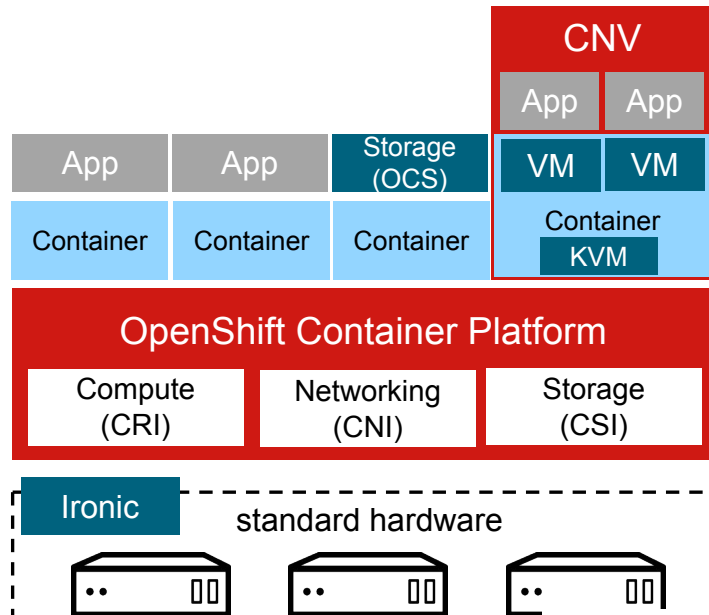 CNV
App App
App App Storage
(OCS) VM VM
Container Container Container Container
KVM
OpenShift Container Platform
Compute
(CRI) Networking
(CNI) Storage
(CSI)
Ironic standard hardware